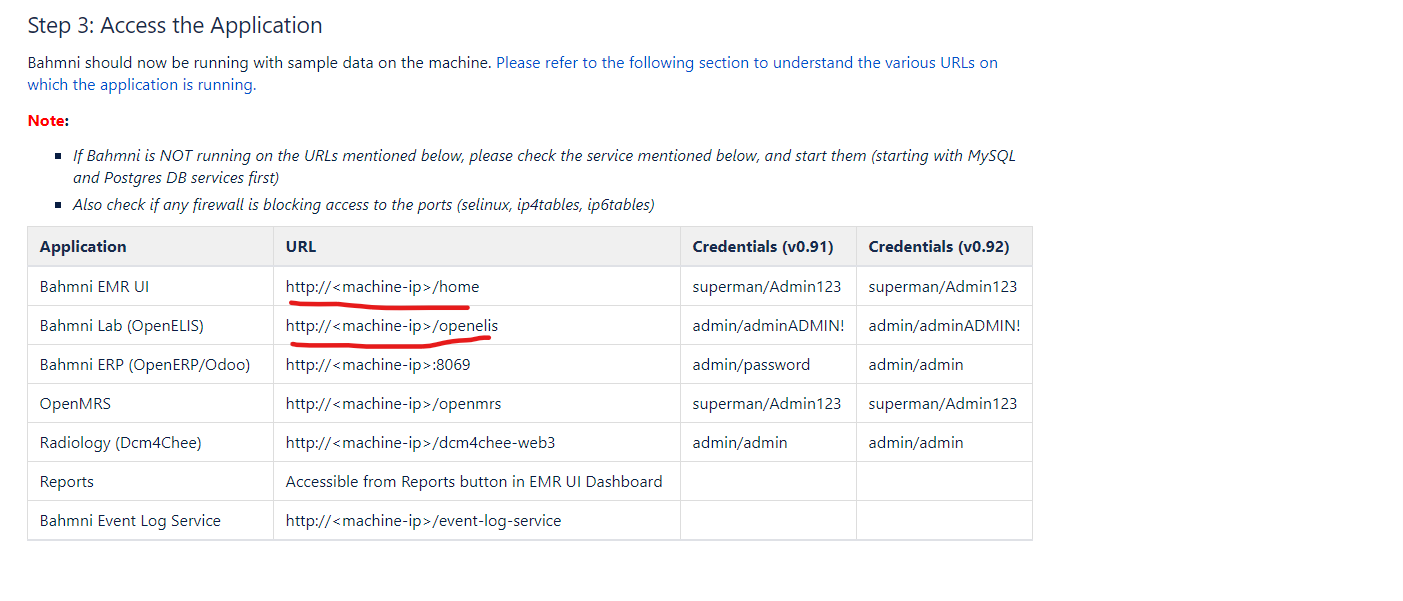 Step 3: Access the Application
Bahmni should now be running with sample data on the machine. Please refer to the following section to understand the various URLs on
which the application is running.
Note:
If Bahmni is NOT running on the URLs mentioned below, please check the service mentioned below, and start them (starting with MySQL
and Postgres DB services first)
Also check if any firewall is blocking access to the ports (selinux, ip4tables, ip6tables)
Application URL Credentials (v0.91) Credentials (v0.92)
Bahmni EMR UI http://<machine-ip>/home superman/Admin123 superman/Admin123
Bahmni Lab (OpenELIS) http://<machine-ip>/openelis admin/adminADMIN! admin/adminADMIN!
Bahmni ERP (OpenERP/Odoo) http://<machine-ip>:8069 admin/password admin/admin
OpenMRS http://<machine-ip>/openmrs superman/Admin123 superman/Admin123
Radiology (Dcm4Chee) http://<machine-ip>/dcm4chee-web3 admin/admin admin/admin
Reports Accessible from Reports button in EMR UI Dashboard
Bahmni Event Log Service http://<machine-ip>/event-log-service